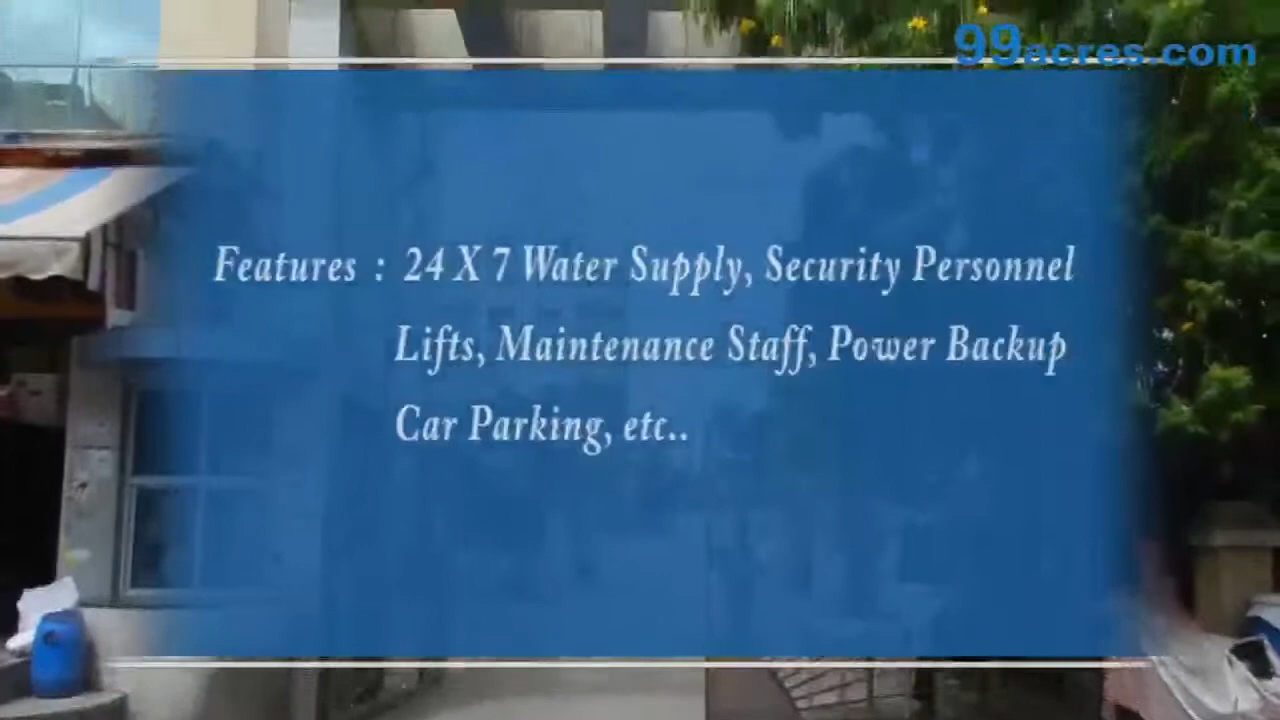 99acres.com
Features : 24 X 7 Water Supply, Security Personnel
Lifts, Maintenance Staff, Power Backup
Car Parking, etc..